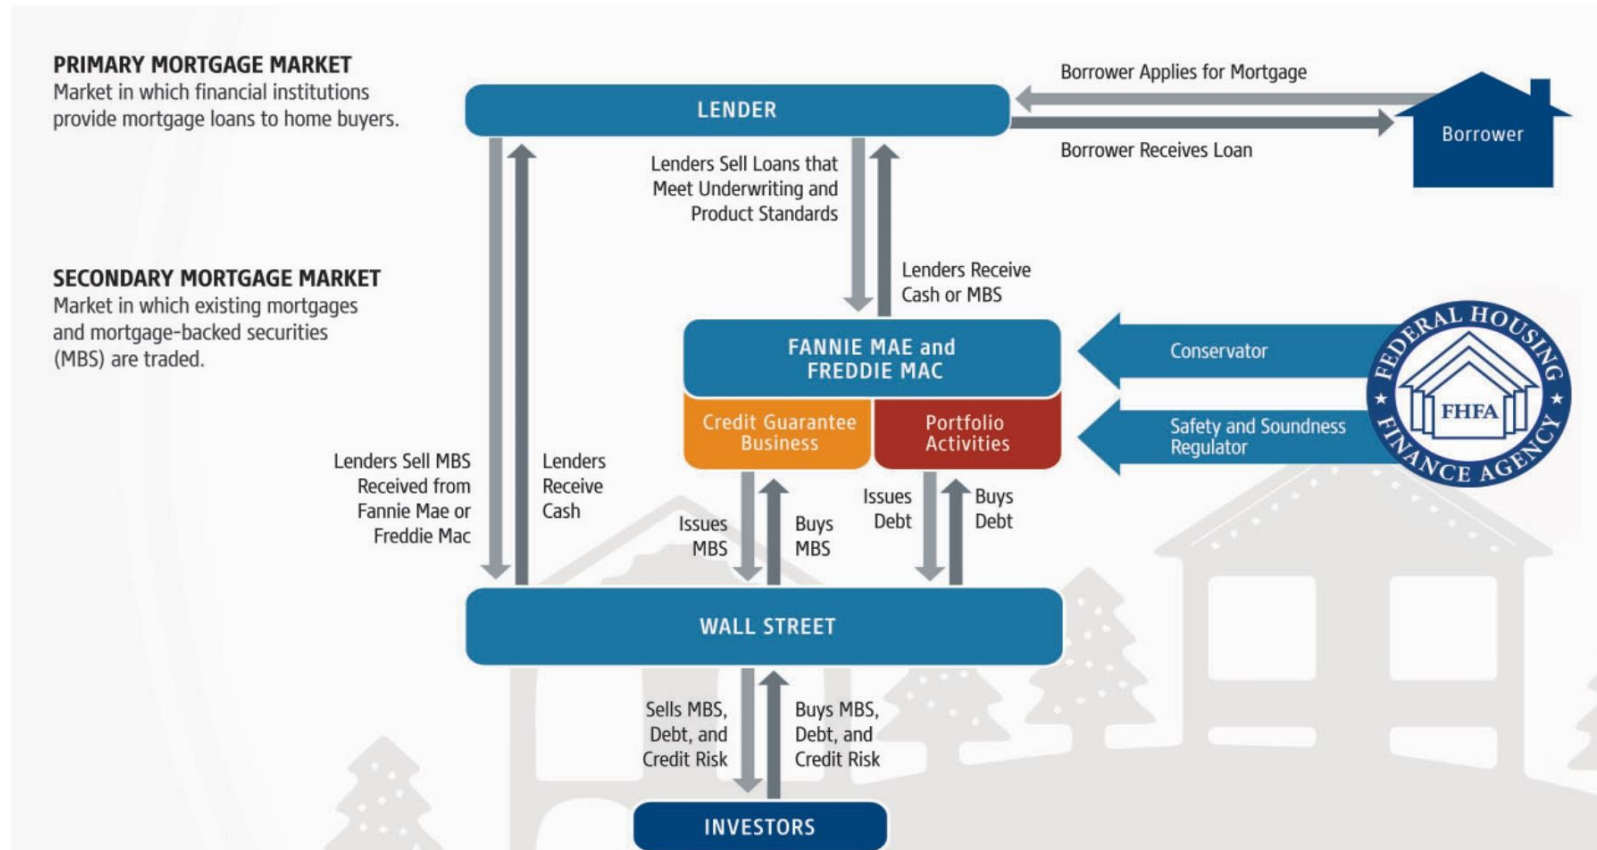 PRIMARY MORTGAGE MARKET
Market in which financial institutions
provide mortgage loans to home buyers.
LENDER
Borrower Applies for Mortgage
Borrower Receives Loan
Borrower
Lenders Sell Loans that
Meet Underwriting and
Product Standards
Lenders Receive
Cash or MBS
SECONDARY MORTGAGE MARKET
Market in which existing mortgages
and mortgage-backed securities
(MBS) are traded.
FANNIE MAE and
FREDDIE MAC
Credit Guarantee
Business
Portfolio
Activities
Conservator
Safety and Soundness
Regulator
FEDERAL HOUSING
FINANCE AGENCY
FHFA
Lenders Sell MBS
Received from
Fannie Mae or
Freddie Mac
Lenders
Receive
Cash
Issues
MBS
Buys
MBS
Issues
Debt
Buys
Debt
WALL STREET
Sells MBS,
Debt, and
Credit Risk
Buys MBS,
Debt, and
Credit Risk
INVESTORS